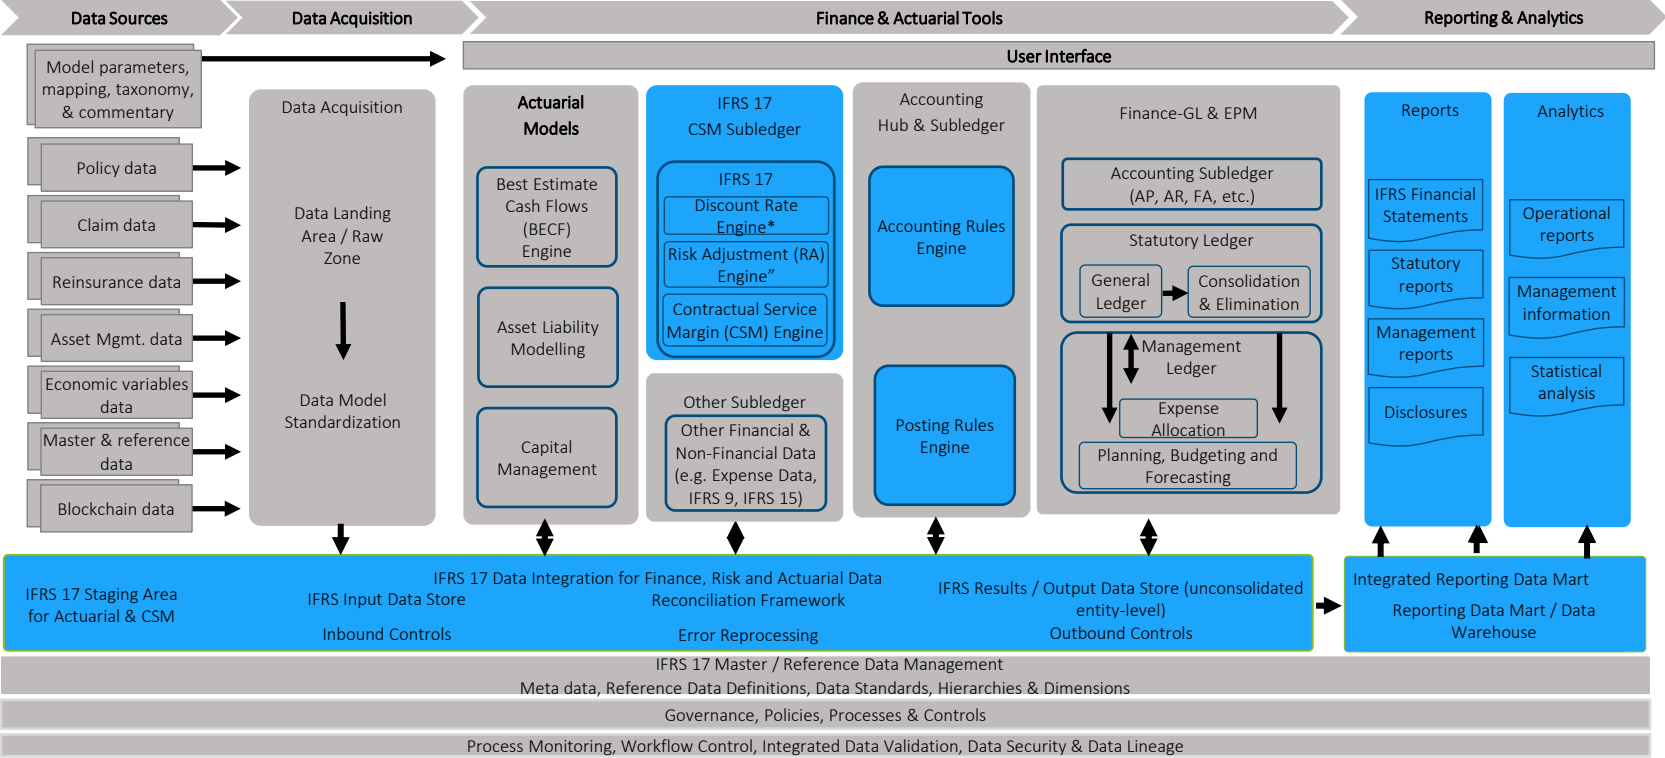 Data Sources
Data Acquisition
Finance & Actuarial Tools
Reporting & Analytics
User Interface
Model parameters,
mapping, taxonomy,
& commentary
Policy data
Claim data
Reinsurance data
Asset Mgmt. data
Economic variables
data
Master & reference
data
Blockchain data
Data Acquisition
Data Landing
Area / Raw
Zone
Data Model
Standardization
Actuarial
Models
Best Estimate
Cash Flows
(BECF)
Engine
Asset Liability
Modelling
Capital
Management
IFRS 17
CSM Subledger
IFRS 17
Discount Rate
Engine*
Risk Adjustment (RA)
Engine”
Contractual Service
Margin (CSM) Engine
Other Subledger
Other Financial &
Non-Financial Data
(e.g. Expense Data,
IFRS 9, IFRS 15)
Accounting
Hub & Subledger
Accounting Rules
Engine
Posting Rules
Engine
Finance-GL & EPM
Accounting Subledger
(AP, AR, FA, etc.)
Statutory Ledger
General
Ledger
Consolidation
& Elimination
Management
Ledger
Expense
Allocation
Planning, Budgeting and
Forecasting
Reports
IFRS Financial
Statements
Statutory
reports
Management
reports
Disclosures
Analytics
Operational
reports
Management
information
Statistical
analysis
IFRS 17 Staging Area
for Actuarial & CSM
IFRS Input Data Store
Inbound Controls
IFRS 17 Data Integration for Finance, Risk and Actuarial Data
Reconciliation Framework
Error Reprocessing
IFRS Results / Output Data Store (unconsolidated
entity-level)
Outbound Controls
Integrated Reporting Data Mart
Reporting Data Mart / Data
Warehouse
IFRS 17 Master / Reference Data Management
Meta data, Reference Data Definitions, Data Standards, Hierarchies & Dimensions
Governance, Policies, Processes & Controls
Process Monitoring, Workflow Control, Integrated Data Validation, Data Security & Data Lineage